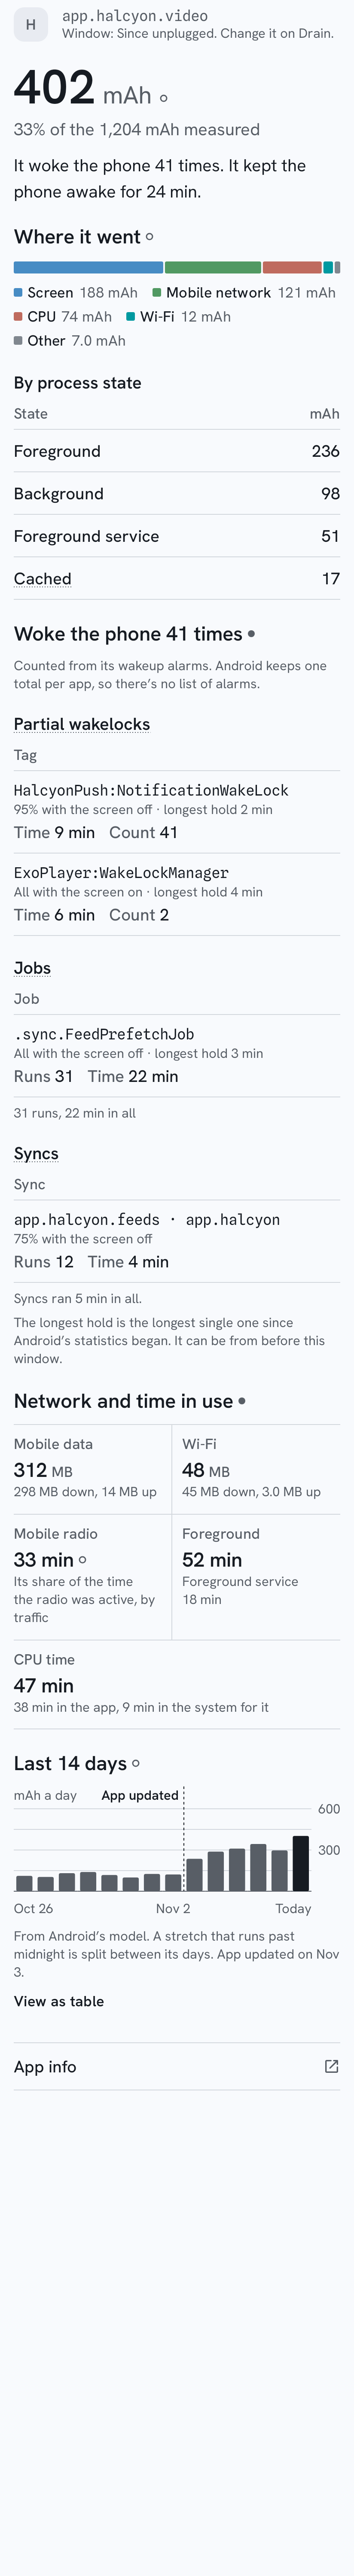 H
app.halcyon.video
Window: Since unplugged. Change it on Drain.
402 mAh
33% of the 1,204 mAh measured
It woke the phone 41 times. It kept the
phone awake for 24 min.
Where it went
Screen 188 mAh Mobile network 121 mAh
CPU 74 mAh Wi-Fi 12 mAh
Other 7.0 mAh
By process state
State mAh
Foreground 236
Background 98
Foreground service 51
Cached 17
Woke the phone 41 times
Counted from its wakeup alarms. Android keeps one
total per app, so there’s no list of alarms.
Partial wakelocks
Tag
HalcyonPush:NotificationWakeLock
95% with the screen off · longest hold 2 min
Time 9 min Count 41
ExoPlayer:WakeLockManager
All with the screen on · longest hold 4 min
Time 6 min Count 2
Jobs
Job
.sync.FeedPrefetchJob
All with the screen off · longest hold 3 min
Runs 31 Time 22 min
31 runs, 22 min in all
Syncs
Sync
app.halcyon.feeds · app.halcyon
75% with the screen off
Runs 12 Time 4 min
Syncs ran 5 min in all.
The longest hold is the longest single one since
Android’s statistics began. It can be from before this
window.
Network and time in use
Mobile data
312 MB
298 MB down, 14 MB up
Wi-Fi
48 MB
45 MB down, 3.0 MB up
Mobile radio
33 min
Its share of the time
the radio was active, by
traffic
Foreground
52 min
Foreground service
18 min
CPU time
47 min
38 min in the app, 9 min in the system for it
Last 14 days
mAh a day App updated
600
300
Oct 26 Nov 2 Today
From Android’s model. A stretch that runs past
midnight is split between its days. App updated on Nov
3.
View as table
App info